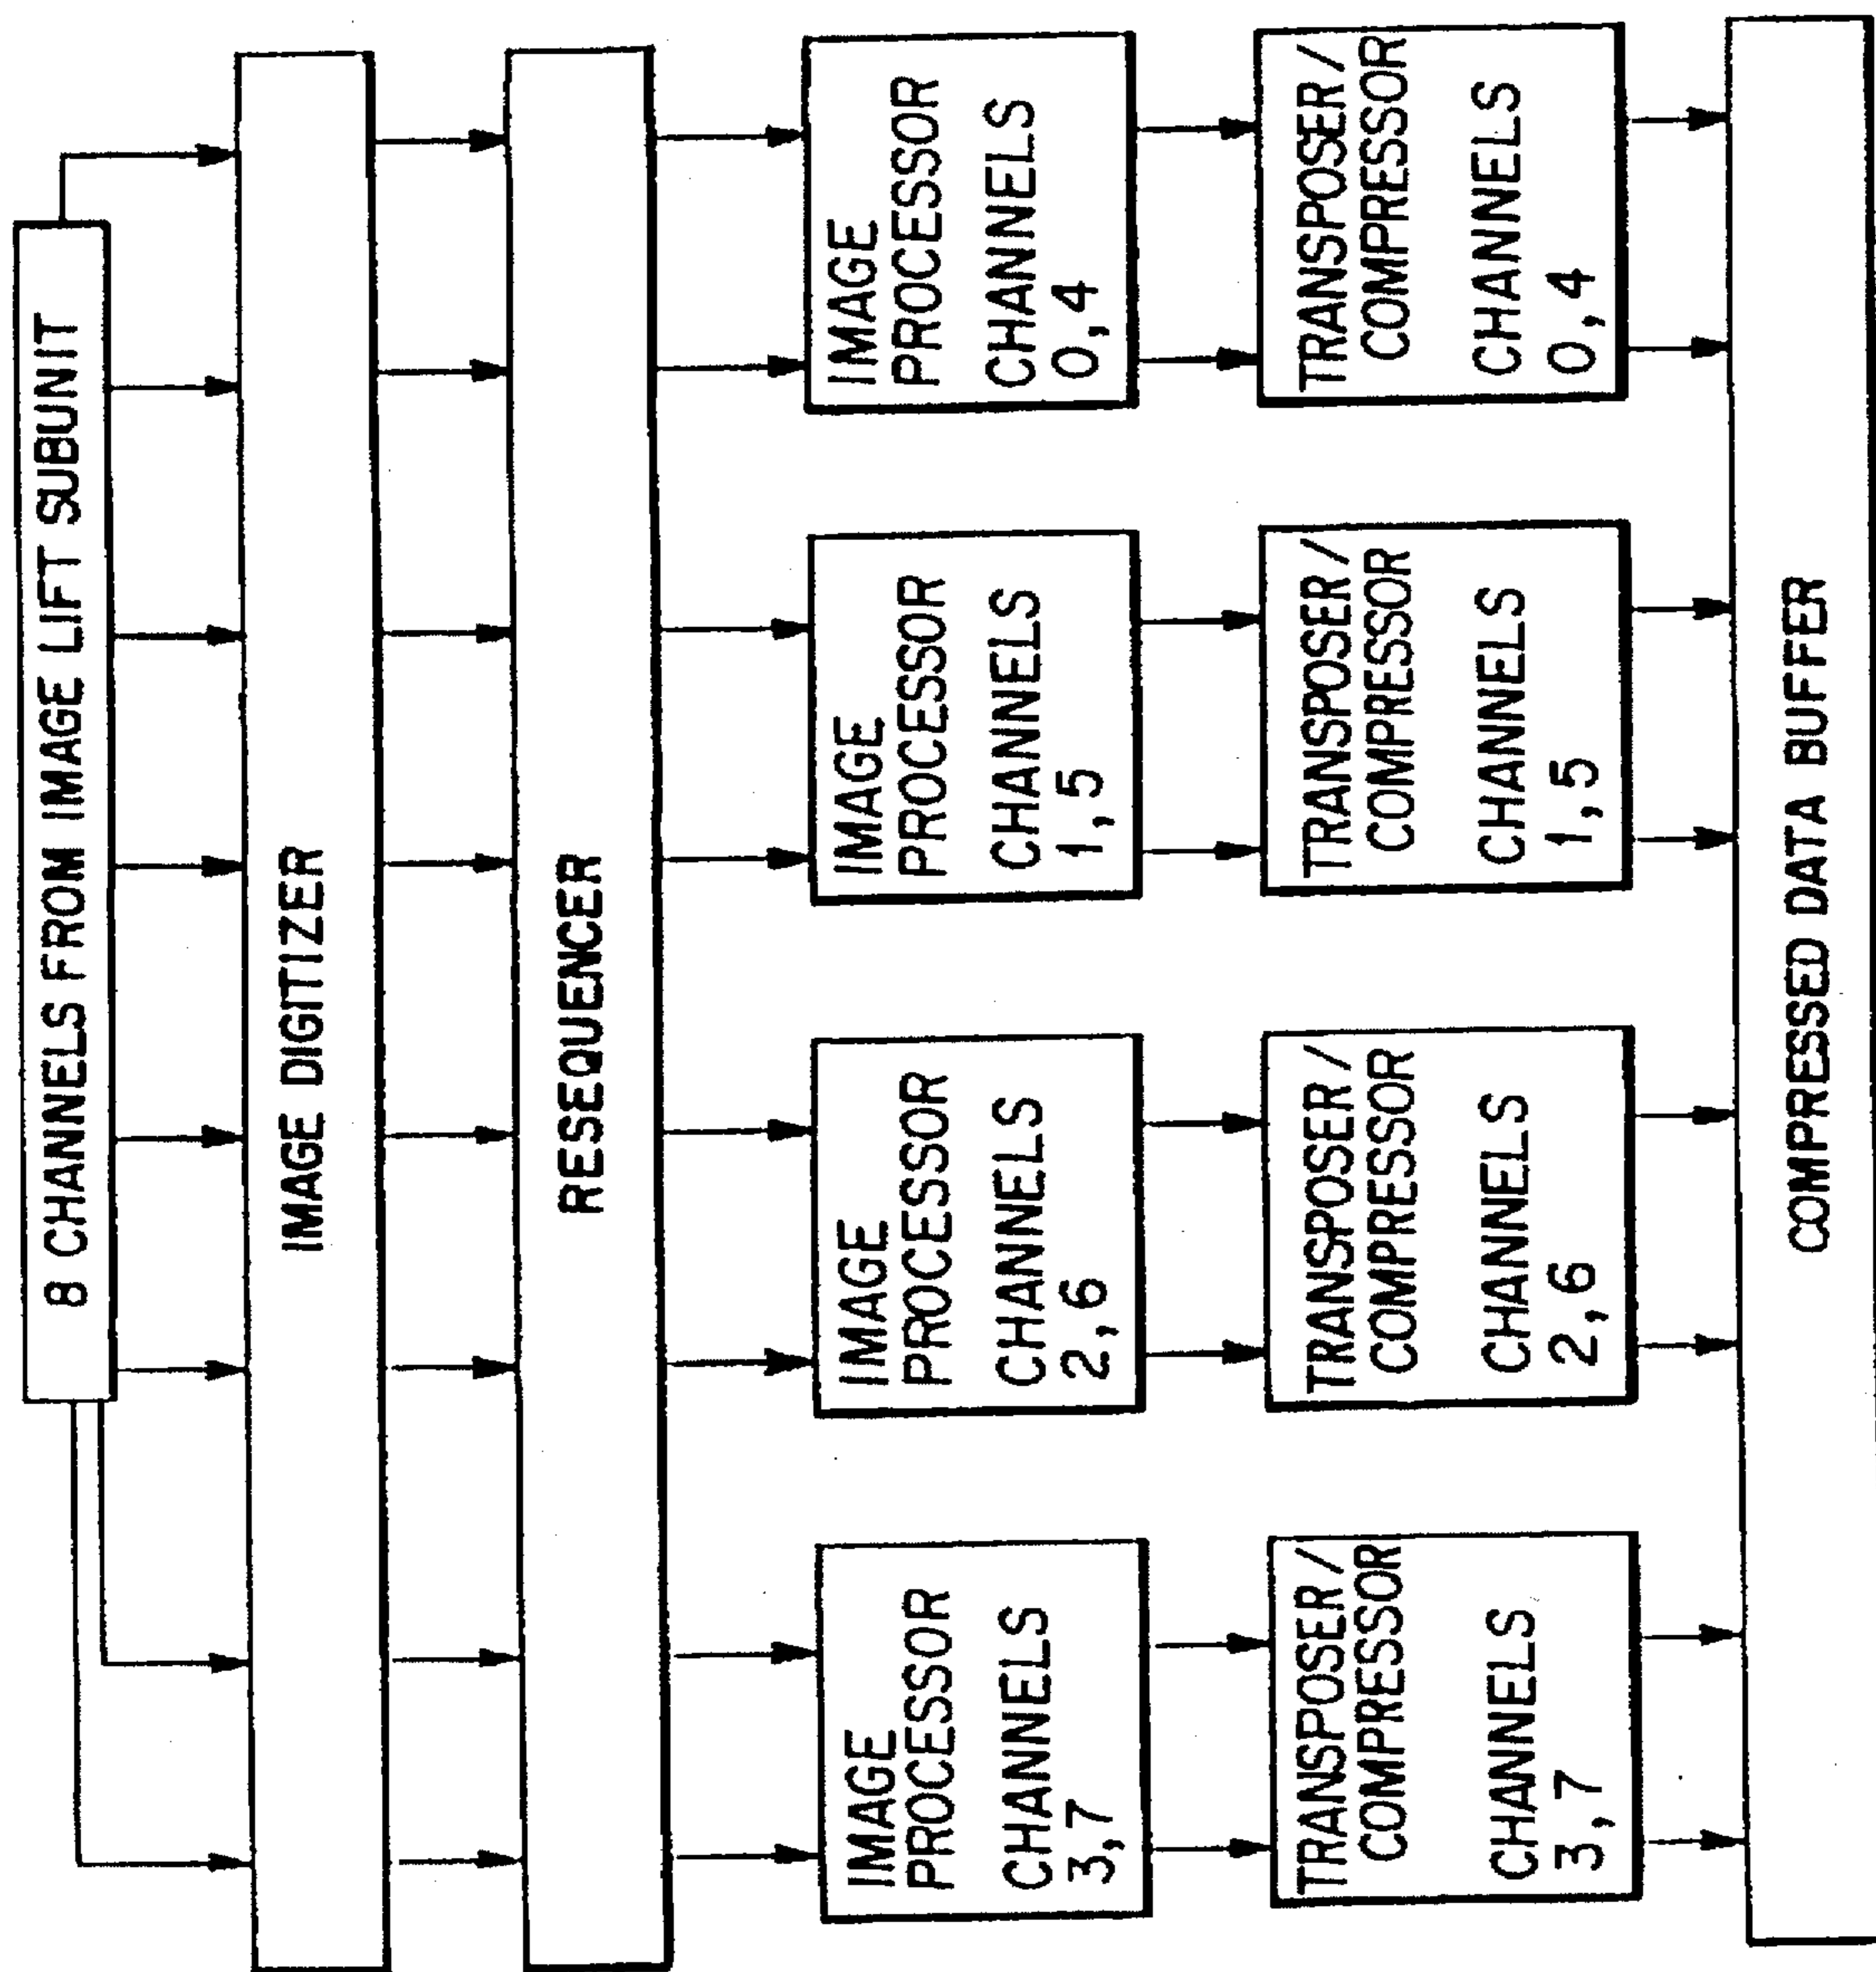 8 CHANNELS FROM IMAGE LIFT SUBUNIT
IMAGE DIGITIZER
RESEQUENCER
IMAGE
PROCESSOR
CHANNELS
3,7
IMAGE
PROCESSOR
CHANNELS
2,6
IMAGE
PROCESSOR
CHANNELS
1,5
IMAGE
PROCESSOR
CHANNELS
0,4
TRANSPOSER/
COMPRESSOR
CHANNELS
3,7
TRANSPOSER/
COMPRESSOR
CHANNELS
2,6
TRANSPOSER/
COMPRESSOR
CHANNELS
1,5
TRANSPOSER/
COMPRESSOR
CHANNELS
0,4
COMPRESSED DATA BUFFER